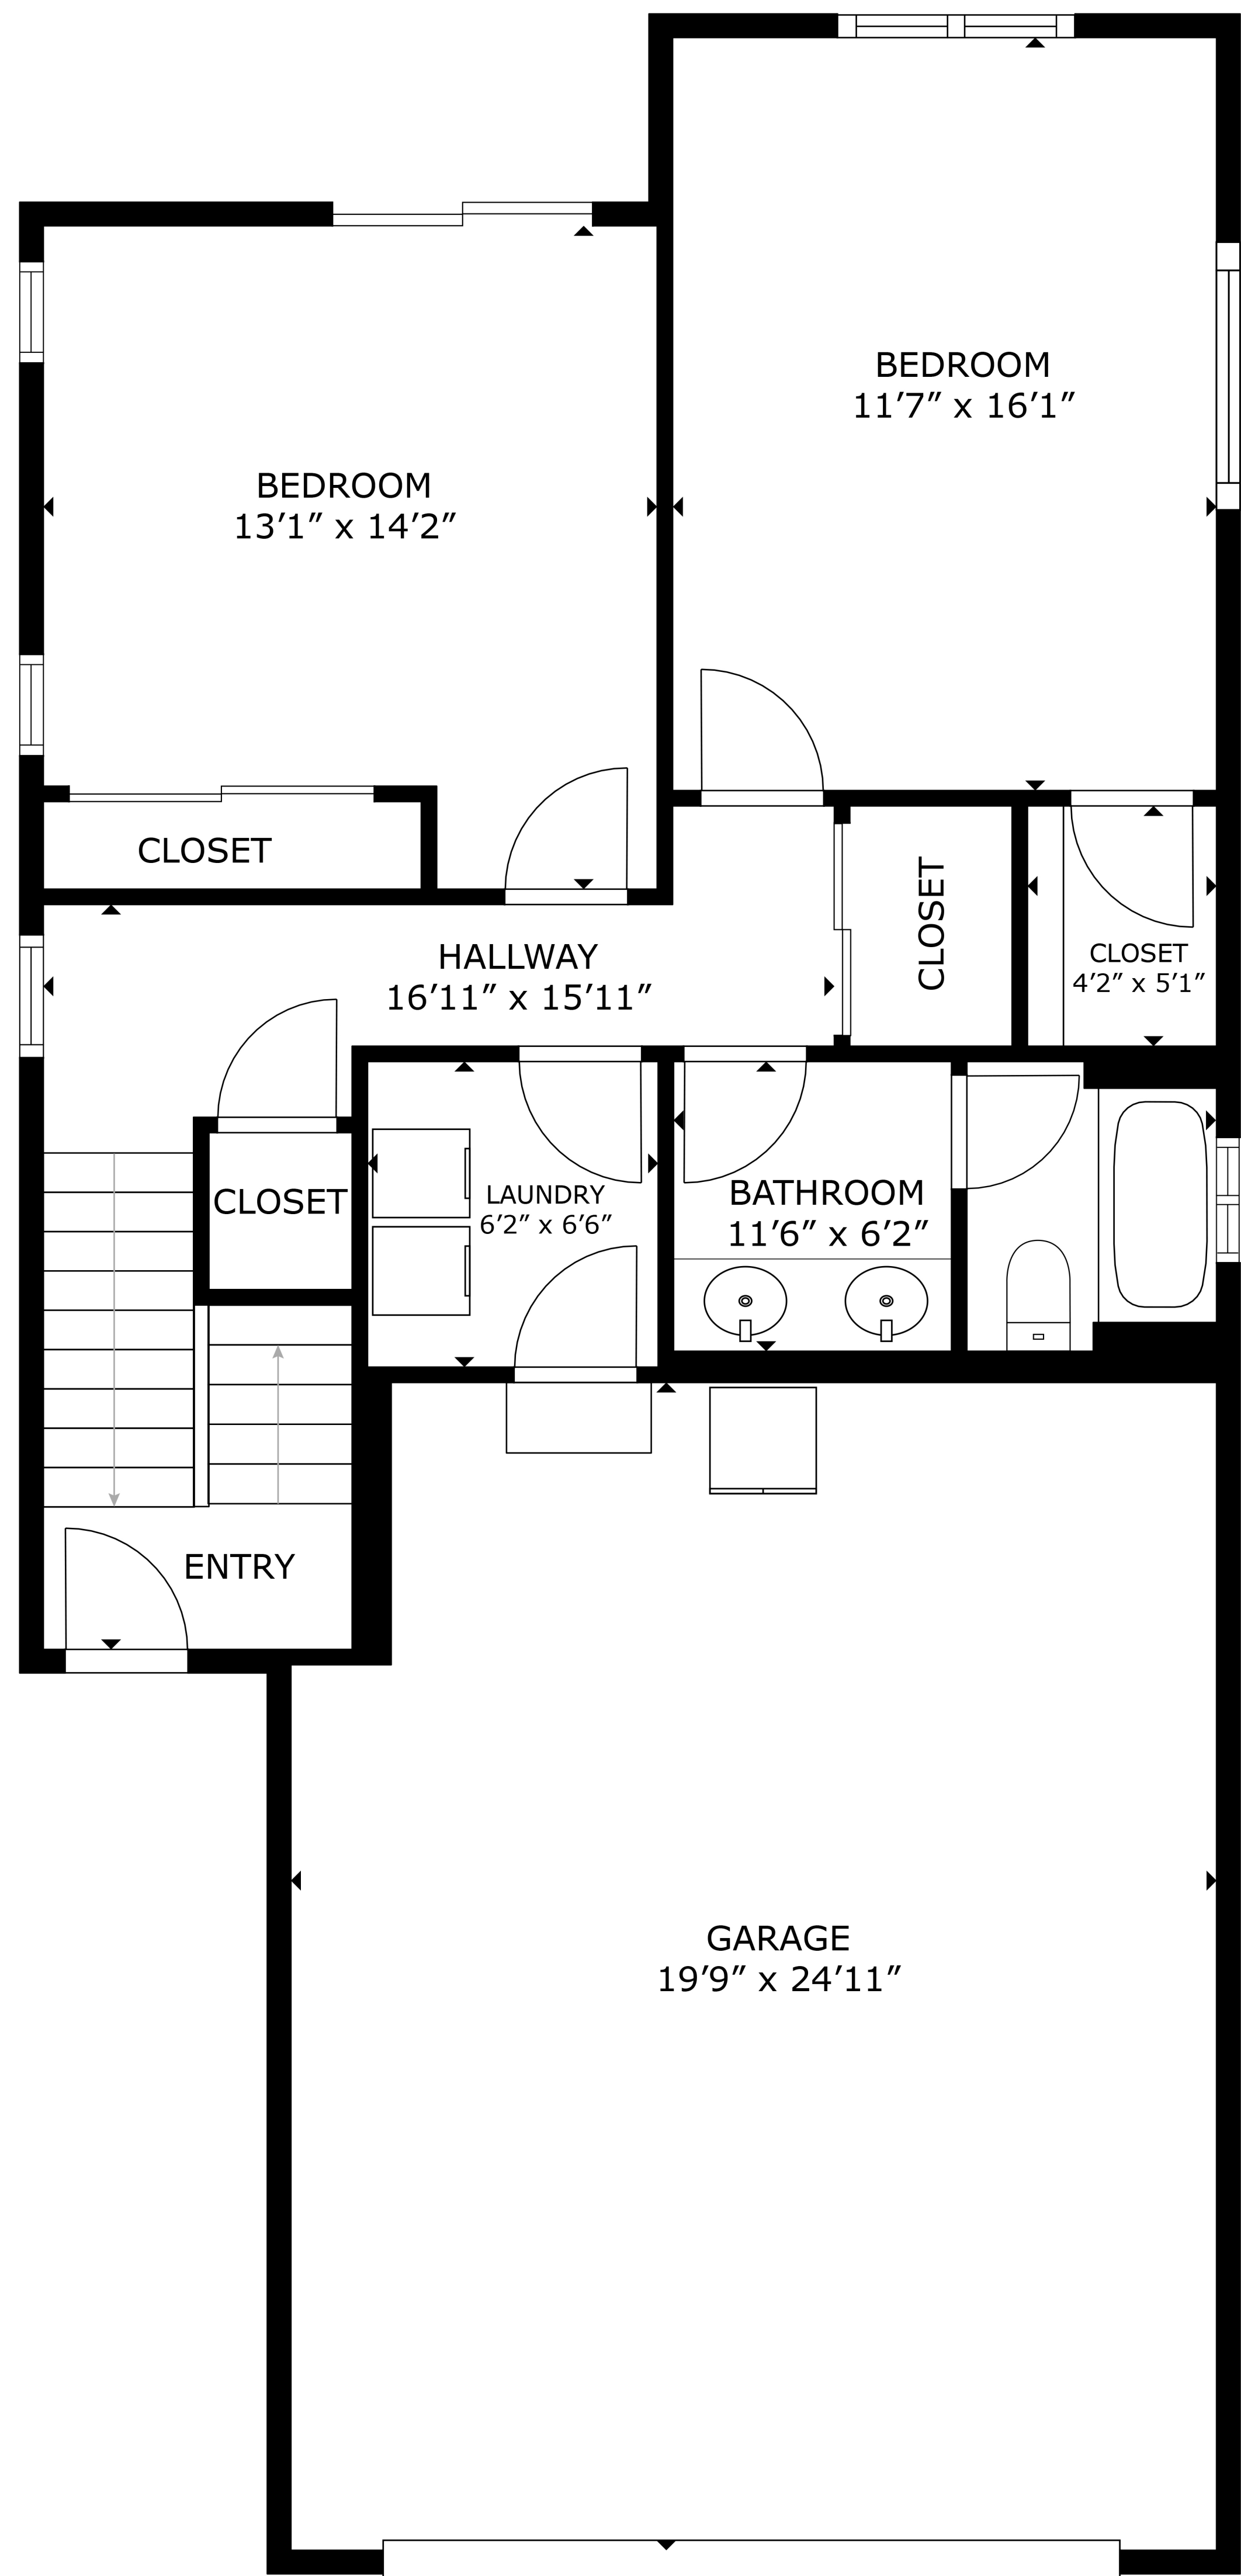 BEDROOM
11’7” x 16’1”
BEDROOM
13’1” x 14’2”
CLOSET
CLOSET
CLOSET
4’2” x 5’1”
HALLWAY
16’11” x 15’11”
CLOSET
LAUNDRY
6’2” x 6’6”
BATHROOM
11’6” x 6’2”
ENTRY
GARAGE
19’9” x 24’11”